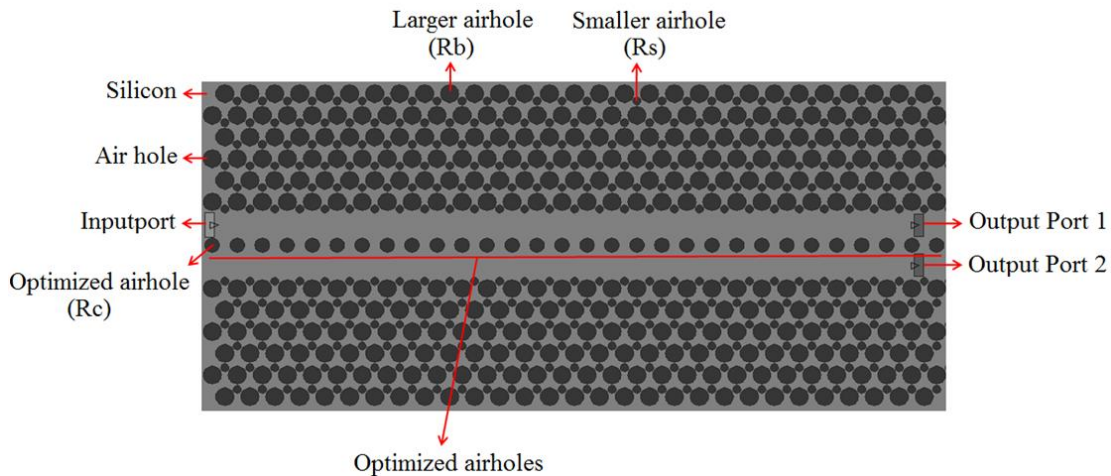 Larger airhole
(Rb)
Smaller airhole
(Rs)
Silicon
Air hole
Inputport
Output Port 1
Optimized airhole
(Rc)
Output Port 2
Optimized airholes